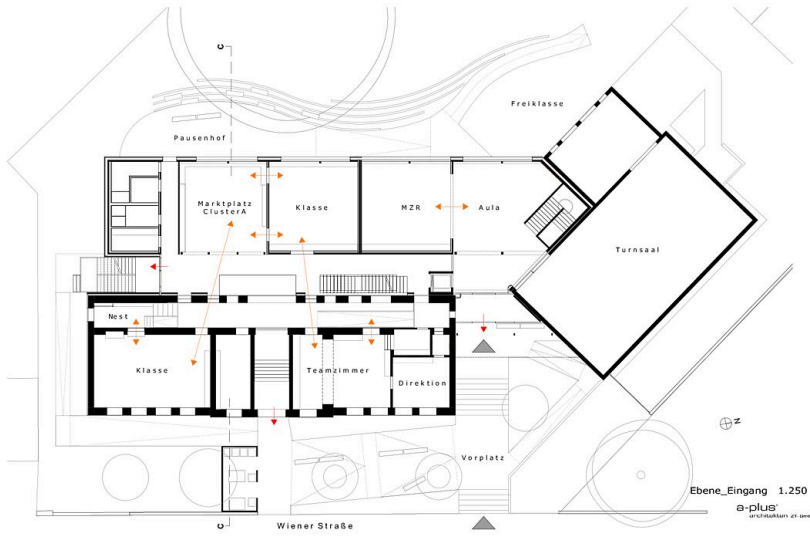 C
Freiklasse
Pausenhof
Marktplatz
ClusterA
Klasse
MZR
Aula
Turnsaal
Nest
Klasse
Teamzimmer
Direktion
N
Vorplatz
Ebene_Eingang 1.250
a-plus
architekten
C
Wiener Straße